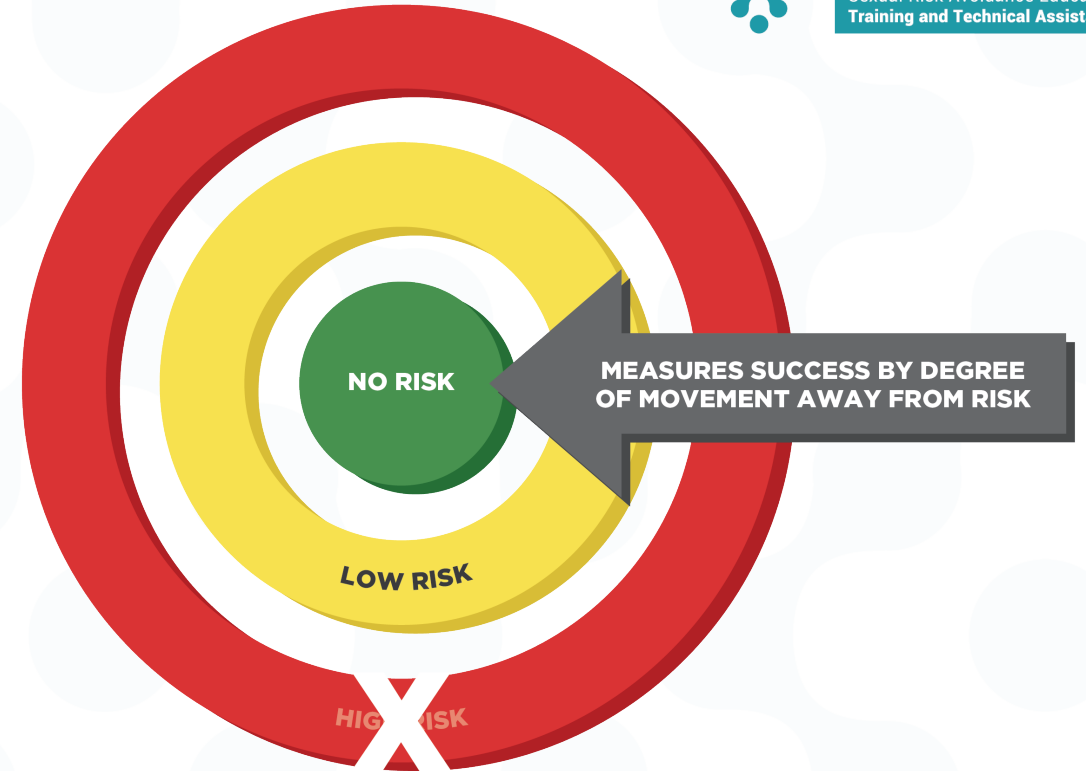 Training and Technical Assist
NO RISK
MEASURES SUCCESS BY DEGREE
OF MOVEMENT AWAY FROM RISK
LOW RISK